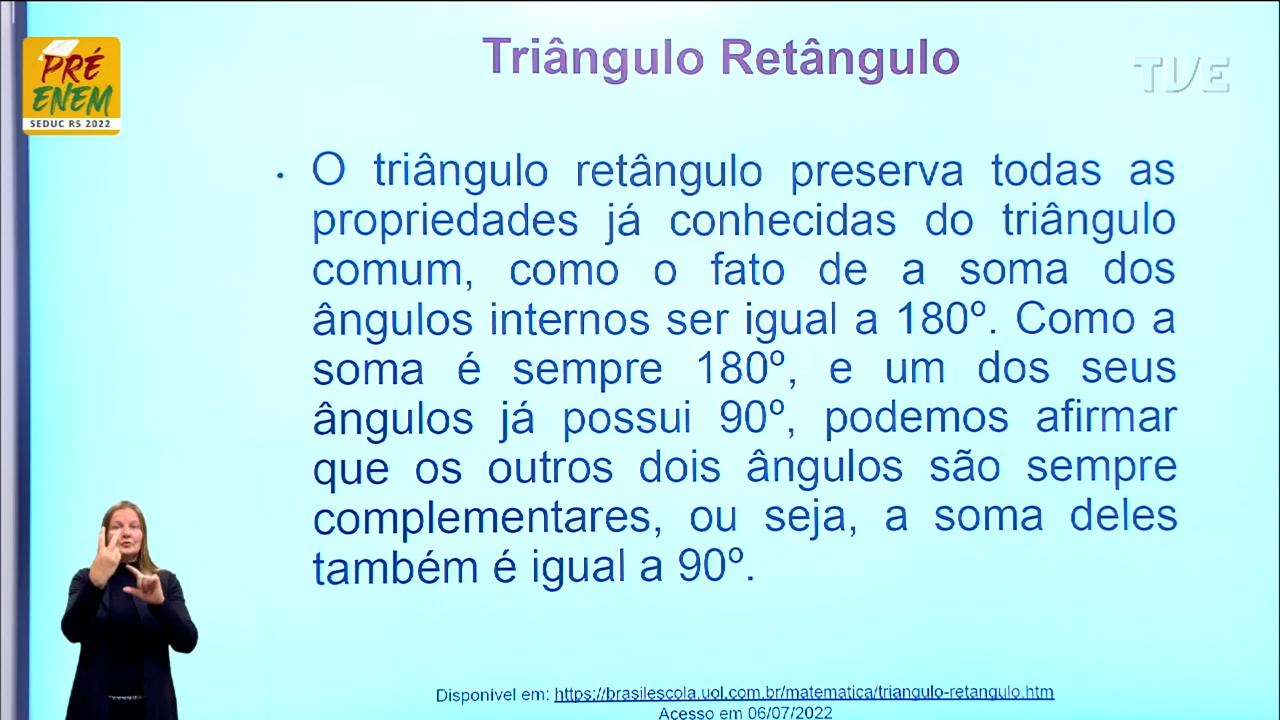 PRÉ
ENEM
SEDUC RS 2022
Triângulo Retângulo
TVE
• O triângulo retângulo preserva todas as
propriedades já conhecidas do triângulo
comum, como o fato de a soma dos
ângulos internos ser igual a 180º. Como a
soma é sempre 180º, e um dos seus
ângulos já possui 90º, podemos afirmar
que os outros dois ângulos são sempre
complementares, ou seja, a soma deles
também é igual a 90º.
Disponível em: https://brasilescola.uol.com.br/matematica/triangulo-retangulo.htm
Acesso em 06/07/2022